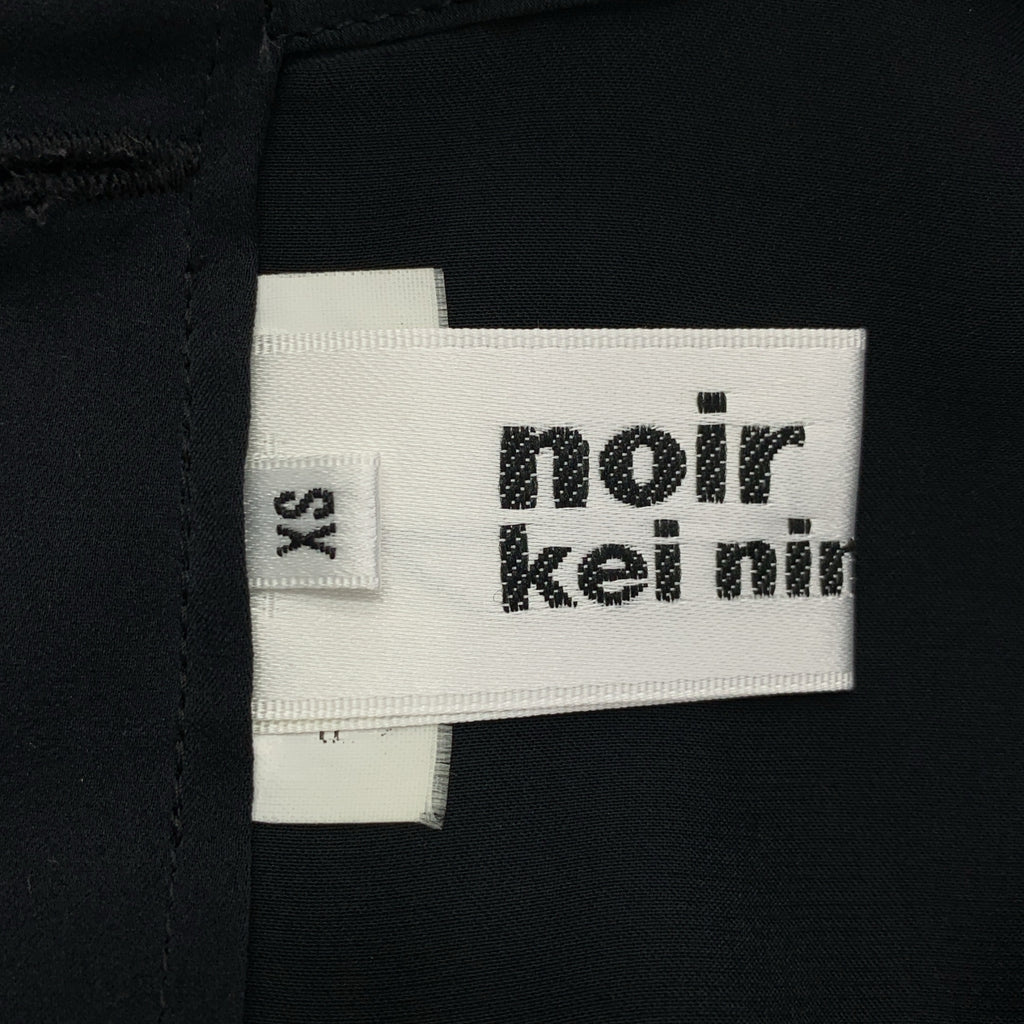 noir
kei nin
XS